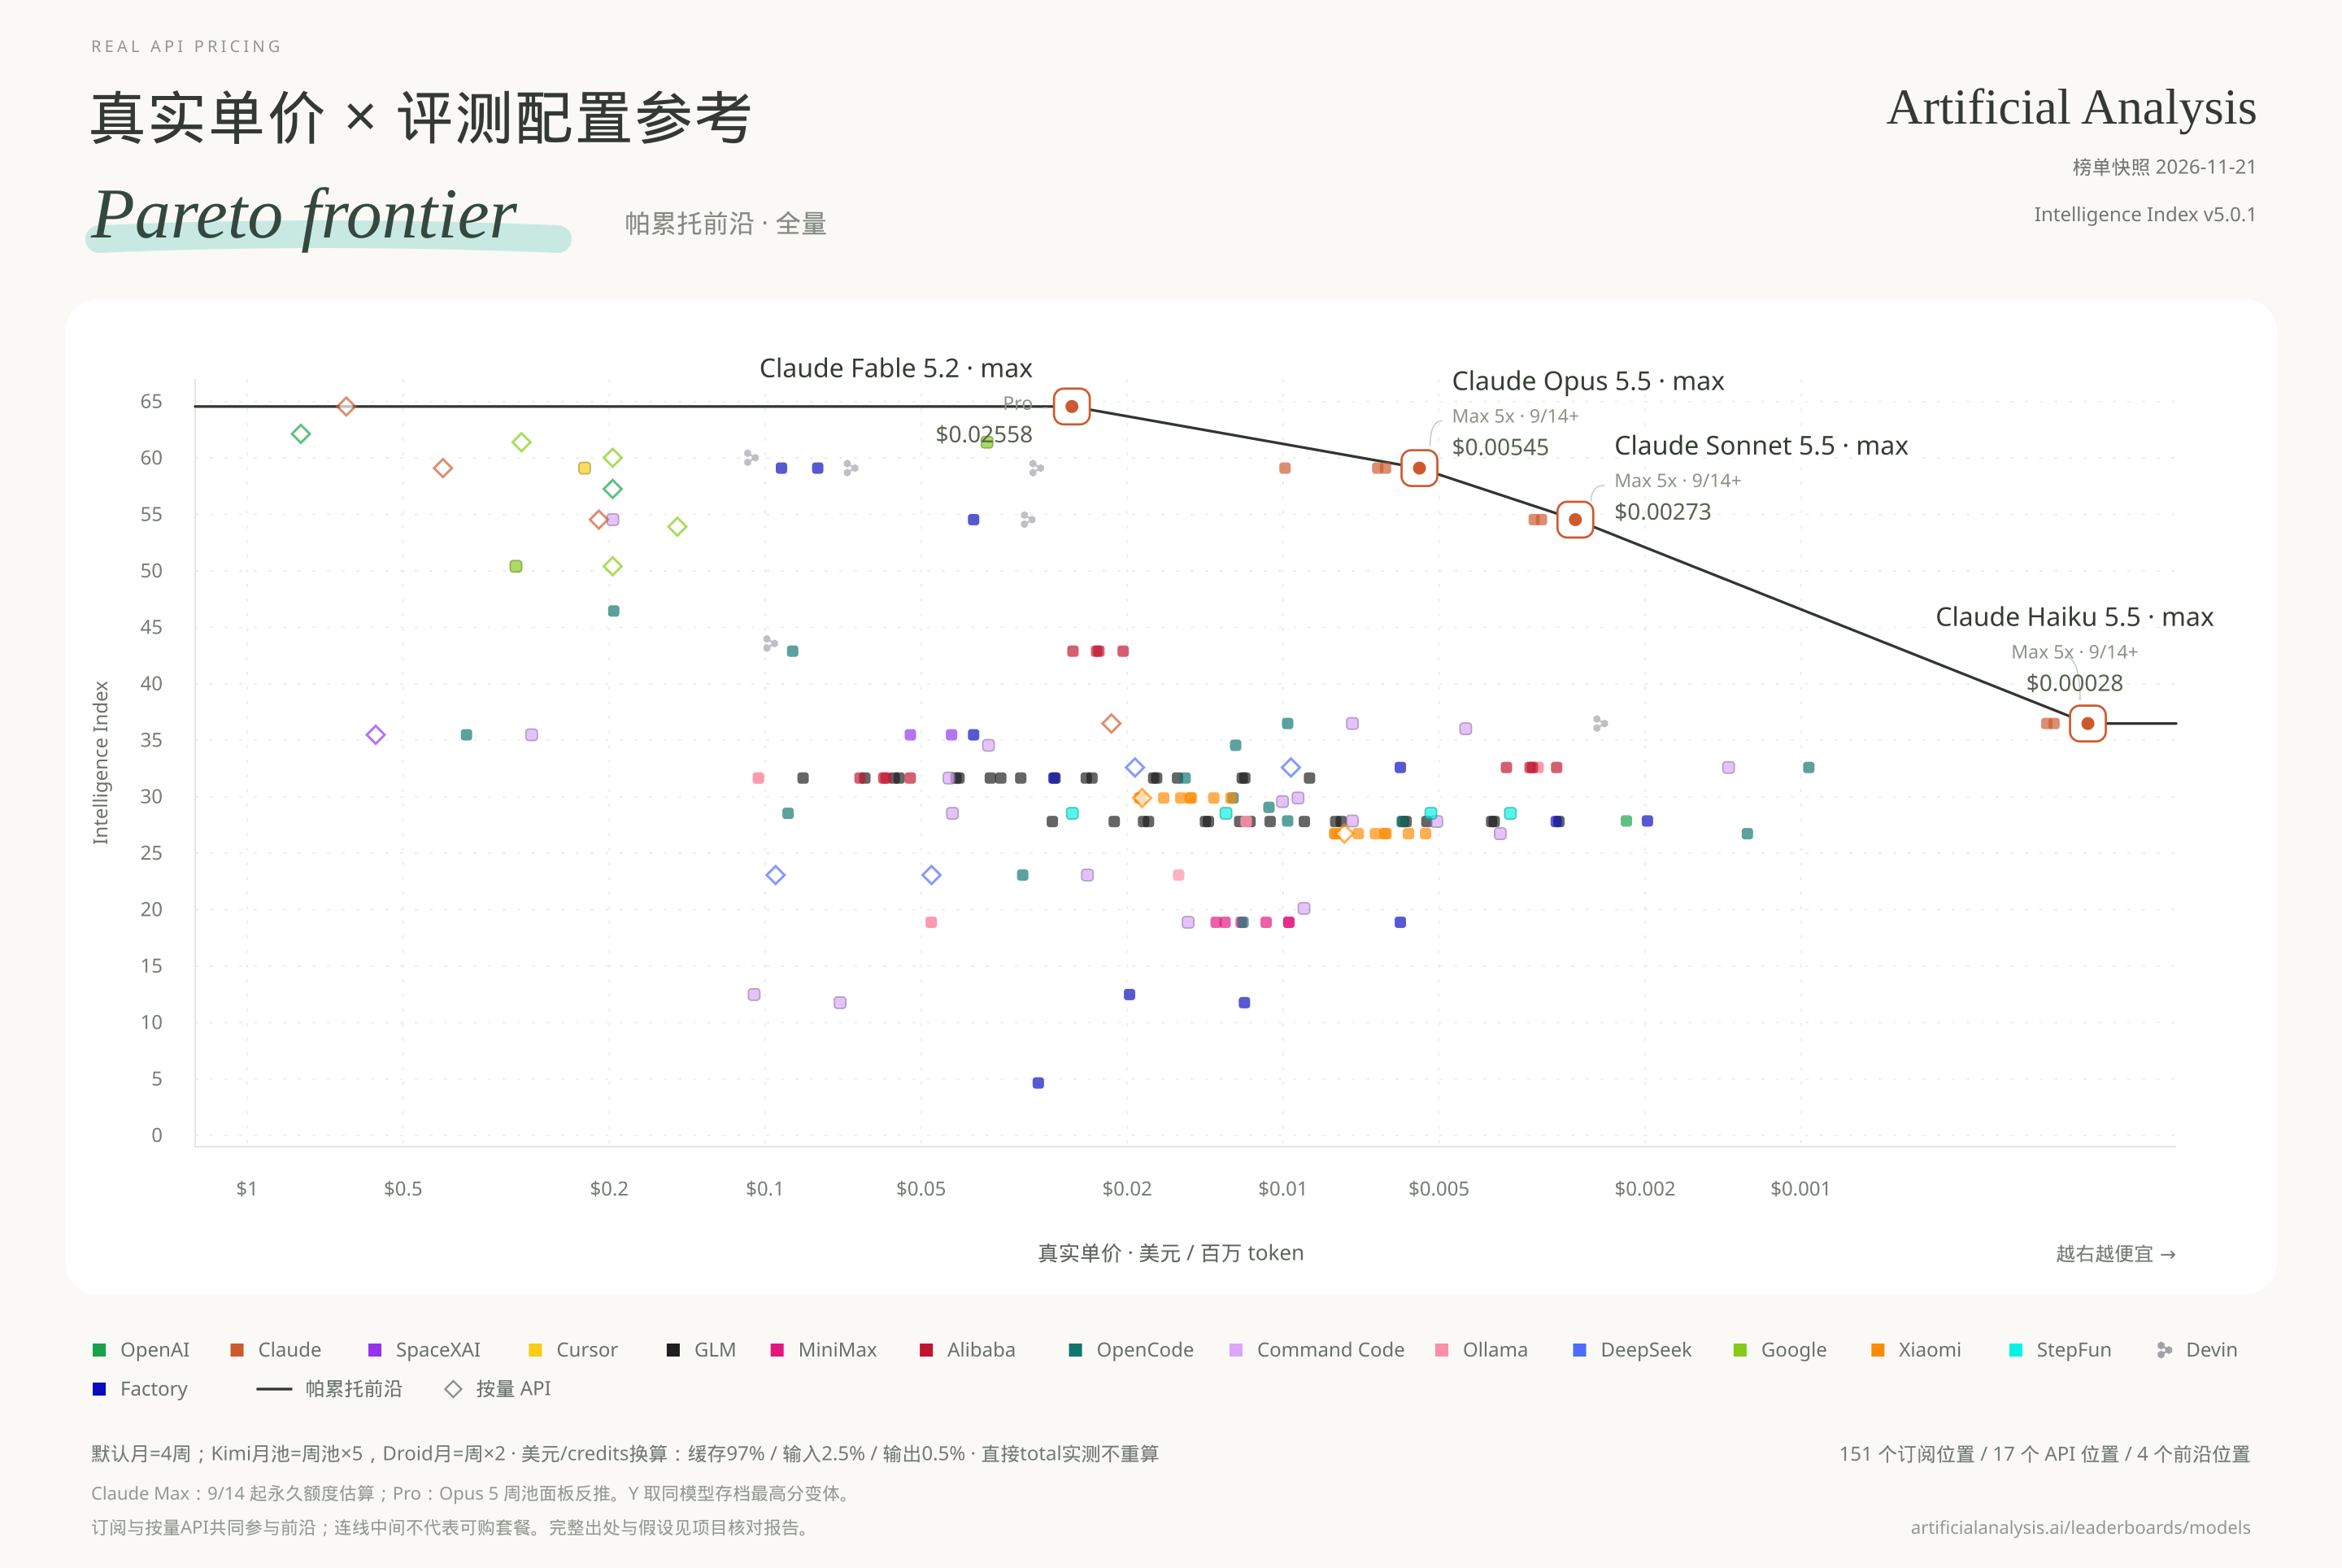 REAL API PRICING
真实单价 × 评测配置参考
Pareto frontier
帕累托前沿 · 全量
Artificial Analysis
榜单快照 2026-11-21
Intelligence Index v5.0.1
Claude Fable 5.2 · max
Pro
$0.02558
Claude Opus 5.5 · max
Max 5x · 9/14+
$0.00545
Claude Sonnet 5.5 · max
Max 5x · 9/14+
$0.00273
Claude Haiku 5.5 · max
Max 5x · 9/14+
$0.00028
Intelligence Index
65
60
55
50
45
40
35
30
25
20
15
10
5
0
$1 $0.5 $0.2 $0.1 $0.05 $0.02 $0.01 $0.005 $0.002 $0.001
真实单价 · 美元 / 百万 token
越右越便宜 →
OpenAI Claude SpaceXAI Cursor GLM MiniMax Alibaba OpenCode Command Code Ollama DeepSeek Google Xiaomi StepFun Devin
Factory 帕累托前沿 按量 API
默认月=4周；Kimi月池=周池×5，Droid月=周×2 · 美元/credits换算：缓存97% / 输入2.5% / 输出0.5% · 直接total实测不重算
151 个订阅位置 / 17 个 API 位置 / 4 个前沿位置
Claude Max：9/14 起永久额度估算；Pro：Opus 5 周池面板反推。Y 取同模型存档最高分变体。
订阅与按量API共同参与前沿；连线中间不代表可购套餐。完整出处与假设见项目核对报告。
artificialanalysis.ai/leaderboards/models